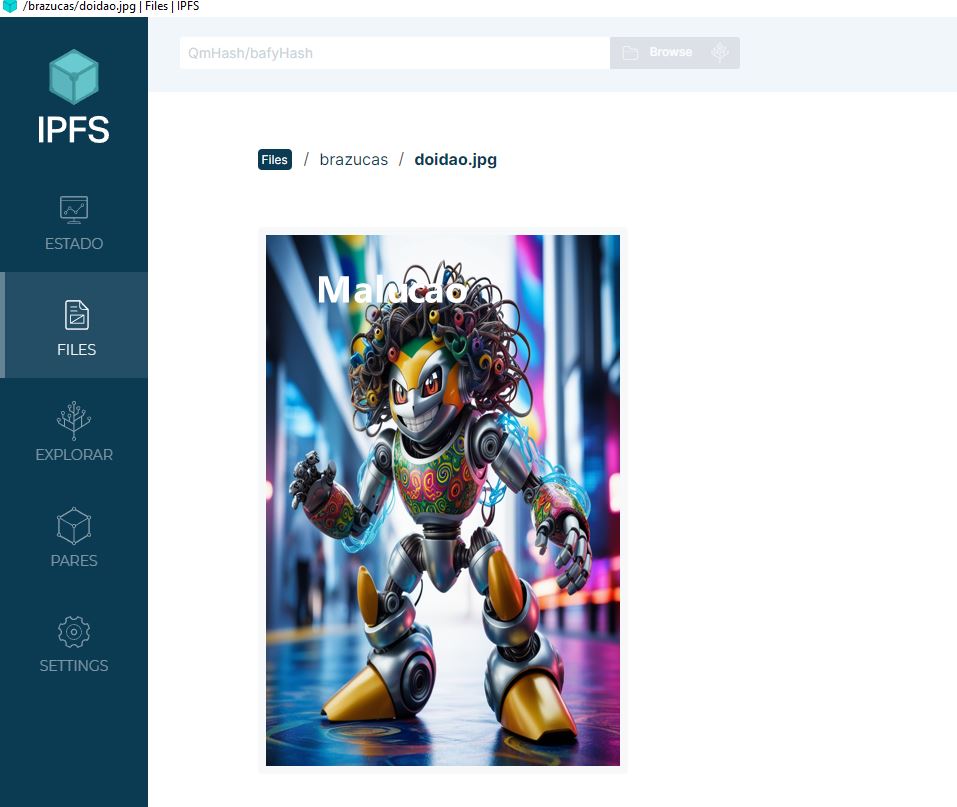 /brazucas/doidao.jpg | Files | IPFS
QmHash/bafyHash
Browse
IPFS
Files / brazucas / doidao.jpg
ESTADO
FILES
EXPLORAR
PARES
SETTINGS
Malucao